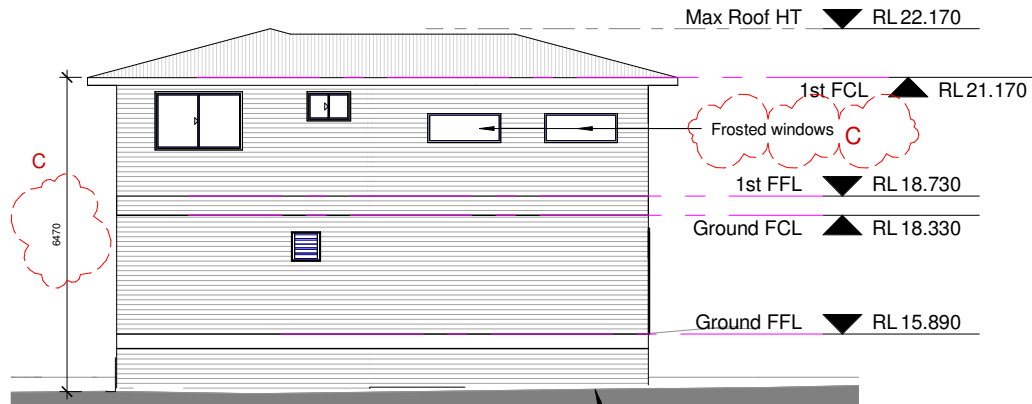 Max Roof HT RL 22.170
1st FCL RL 21.170
Frosted windows C
C
1st FFL RL 18.730
6470
Ground FCL RL 18.330
Ground FFL RL 15.890